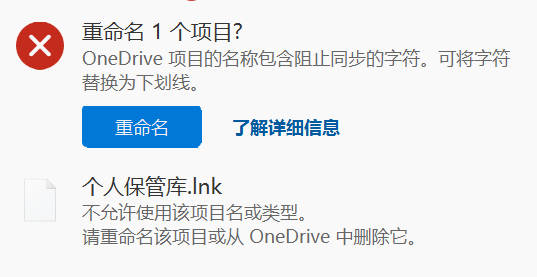 重命名 1 个项目?
OneDrive 项目的名称包含阻止同步的字符。可将字符
替换为下划线。
重命名 了解详细信息
个人保管库.lnk
不允许使用该项目名或类型。
请重命名该项目或从 OneDrive 中删除它。